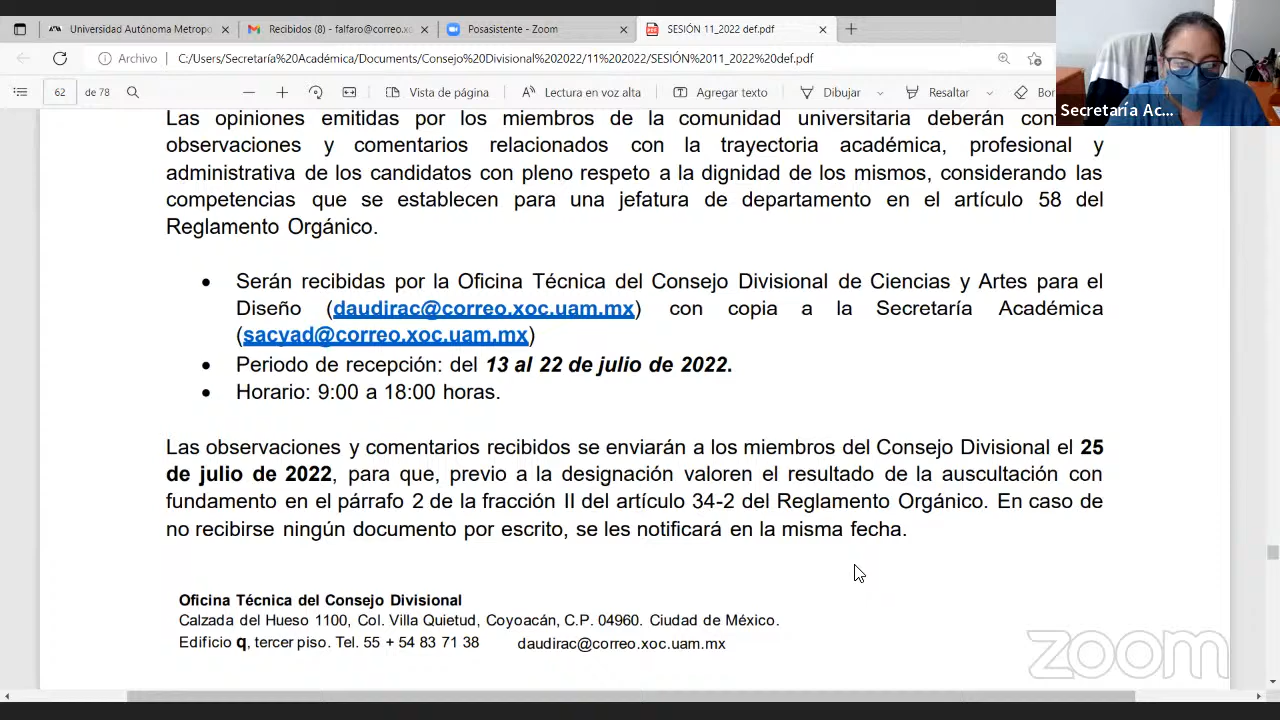 Universidad Autónoma Metropo
Recibidos (8) - falfaro@correo.xo
Posasistente - Zoom
SESIÓN 11_2022 def.pdf
Archivo
C:/Users/Secretaría%20Académica/Documents/Consejo%20Divisional%202022/11%202022/SESIÓN%2011_2022%20def.pdf
62 de 78
Vista de página
Lectura en voz alta
Agregar texto
Dibujar
Resaltar
Secretaría Ac...
Las opiniones emitidas por los miembros de la comunidad universitaria deberán con
observaciones y comentarios relacionados con la trayectoria académica, profesional y
administrativa de los candidatos con pleno respeto a la dignidad de los mismos, considerando las
competencias que se establecen para una jefatura de departamento en el artículo 58 del
Reglamento Orgánico.
• Serán recibidas por la Oficina Técnica del Consejo Divisional de Ciencias y Artes para el
Diseño (daudirac@correo.xoc.uam.mx) con copia a la Secretaría Académica
(sacyad@correo.xoc.uam.mx)
• Periodo de recepción: del 13 al 22 de julio de 2022.
• Horario: 9:00 a 18:00 horas.
Las observaciones y comentarios recibidos se enviarán a los miembros del Consejo Divisional el 25
de julio de 2022, para que, previo a la designación valoren el resultado de la auscultación con
fundamento en el párrafo 2 de la fracción II del artículo 34-2 del Reglamento Orgánico. En caso de
no recibirse ningún documento por escrito, se les notificará en la misma fecha.
Oficina Técnica del Consejo Divisional
Calzada del Hueso 1100, Col. Villa Quietud, Coyoacán, C.P. 04960. Ciudad de México.
Edificio q, tercer piso. Tel. 55 + 54 83 71 38 daudirac@correo.xoc.uam.mx
zoom